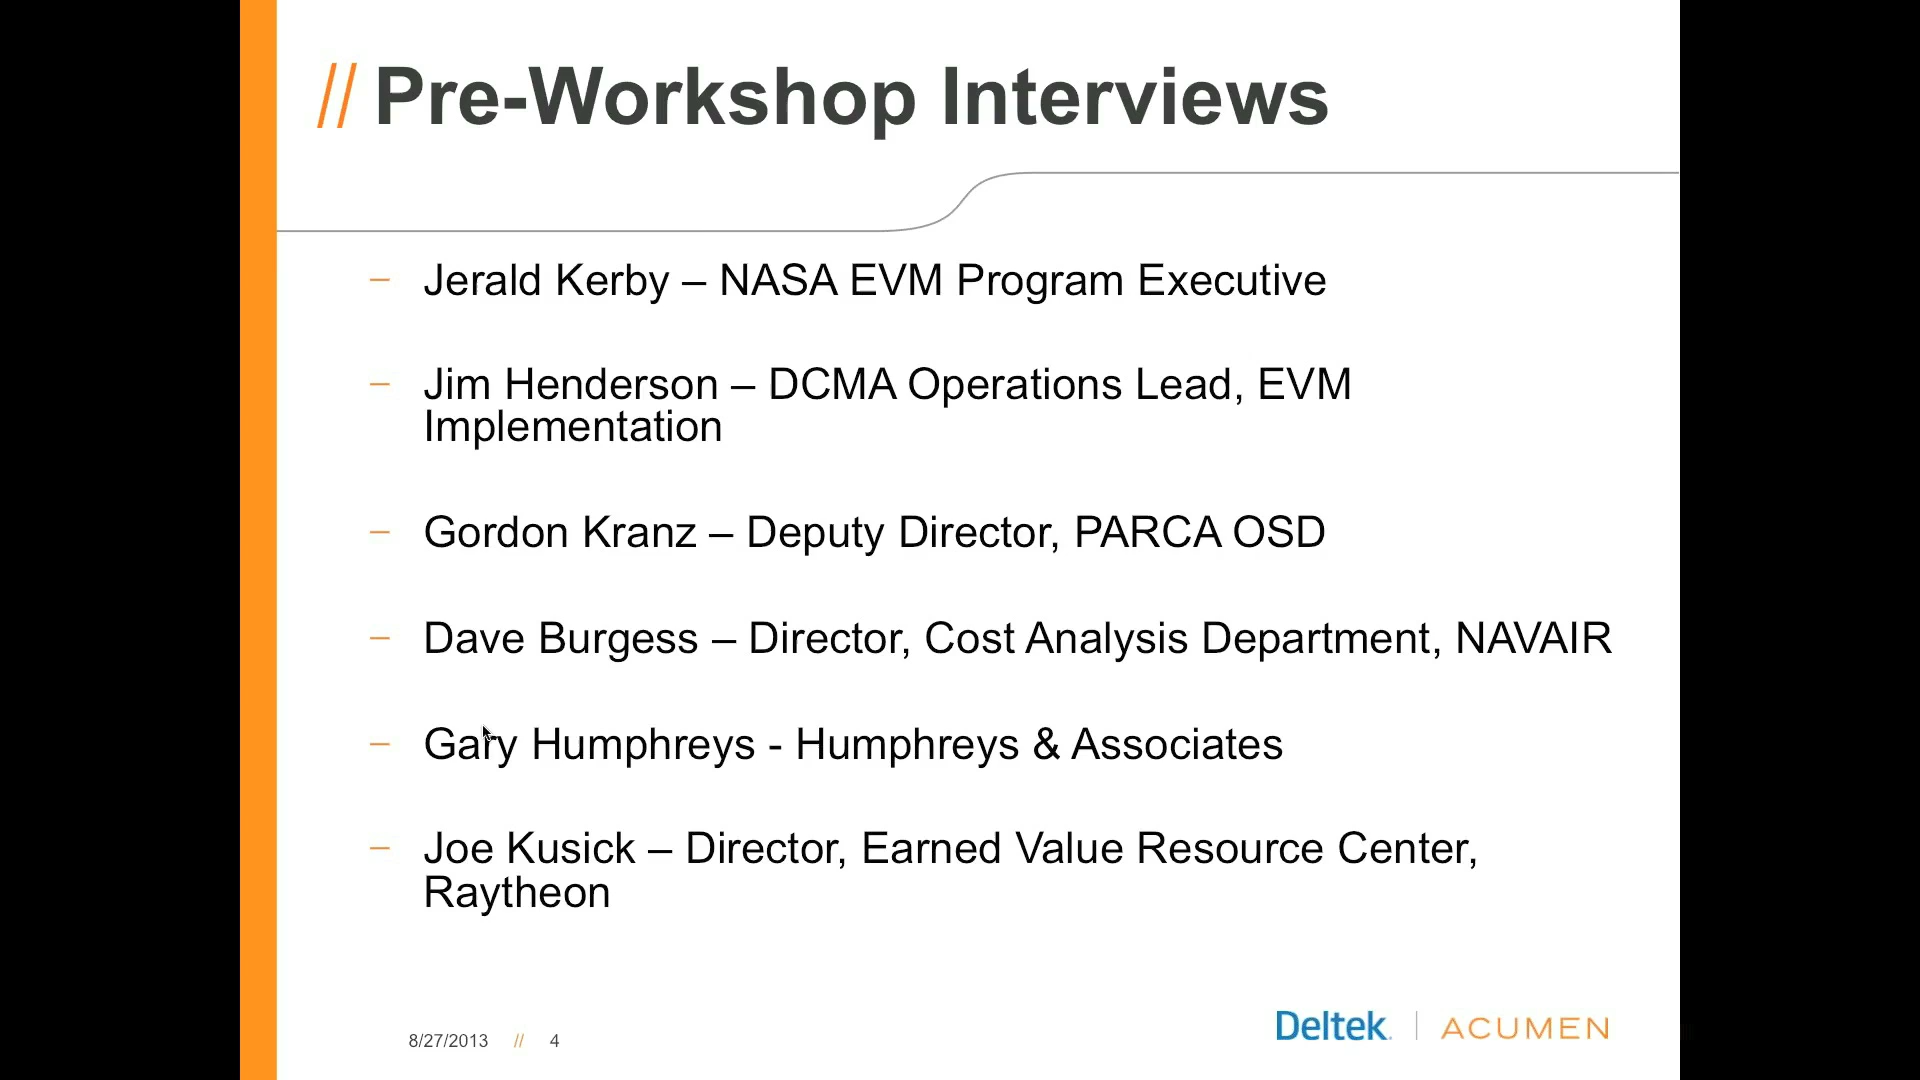 // Pre-Workshop Interviews
– Jerald Kerby – NASA EVM Program Executive
– Jim Henderson – DCMA Operations Lead, EVM
Implementation
– Gordon Kranz – Deputy Director, PARCA OSD
– Dave Burgess – Director, Cost Analysis Department, NAVAIR
– Gary Humphreys - Humphreys & Associates
– Joe Kusick – Director, Earned Value Resource Center,
Raytheon
8/27/2013 // 4
Deltek | ACUMEN